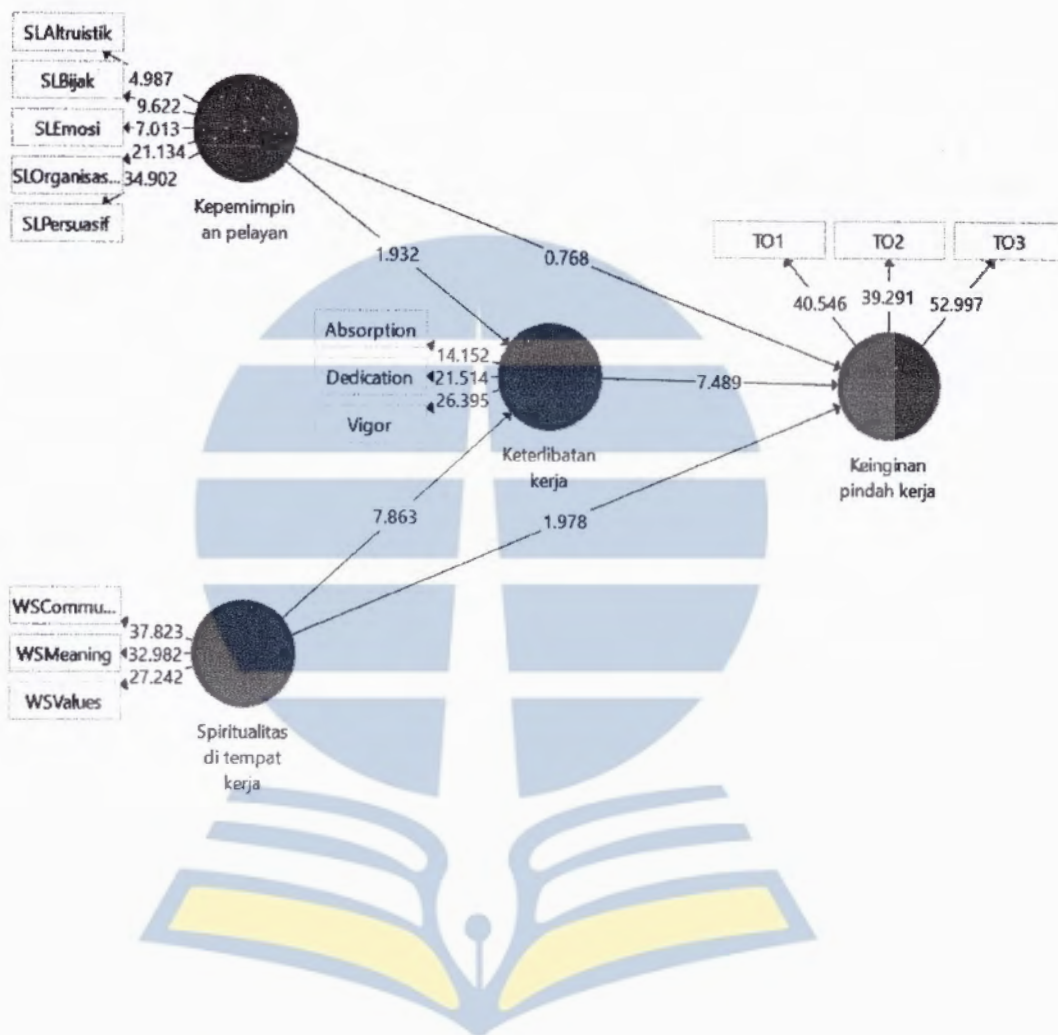 SLAltruistik
4.987
SLBijak
9.622
SLEmosi
7.013
21.134
SLOrganisas...
34.902
SLPersuasif
Kepemimpin
an pelayan
1.932
0.768
TO1
TO2
TO3
40.546
39.291
52.997
Absorption
14.152
Dedication
21.514
26.395
Vigor
Keterlibatan
kerja
7.489
Keinginan
pindah kerja
7.863
1.978
WSCommu...
37.823
WSMeaning
32.982
27.242
WSValues
Spiritualitas
di tempat
kerja